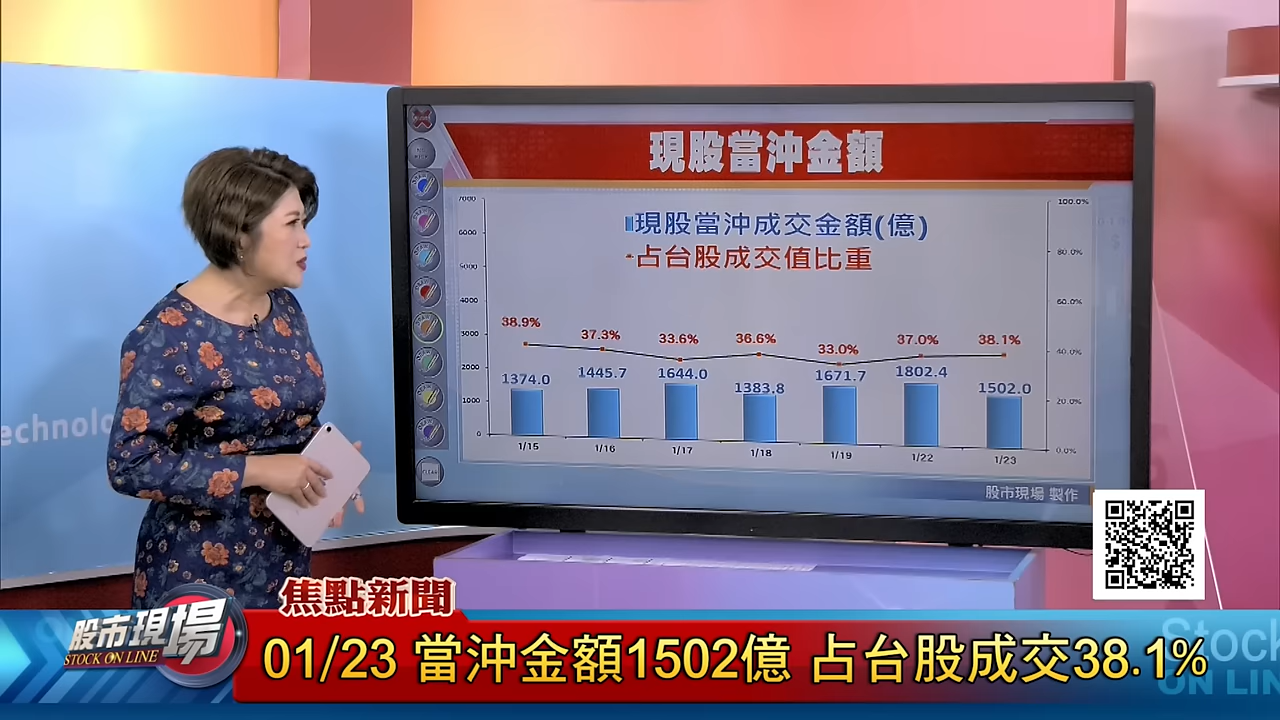 現股當沖金額
現股當沖成交金額(億)
占台股成交值比重
7000
6000
5000
4000
3000
2000
1000
0
100.0%
80.0%
60.0%
40.0%
20.0%
0.0%
38.9% 37.3% 33.6% 36.6% 33.0% 37.0% 38.1%
1374.0 1445.7 1644.0 1383.8 1671.7 1802.4 1502.0
1/15 1/16 1/17 1/18 1/19 1/22 1/23
CLEAR
股市現場 製作
echnolo
焦點新聞
股市現場
STOCK ON LINE
01/23 當沖金額1502億 占台股成交38.1%
Stock
ON LIN